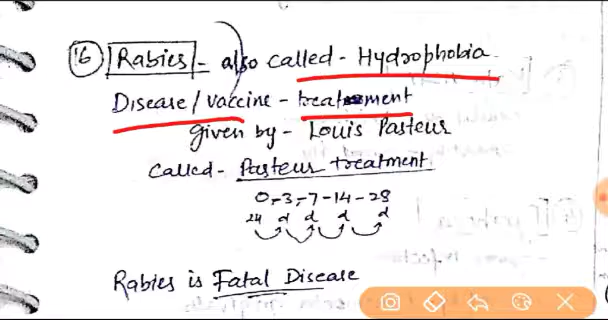 16 Rabies - also called - Hydrophobia
Disease / Vaccine - treatment
given by - Louis Pasteur
called - Pasteur treatment
0 - 3 - 7 - 14 - 28
24 d d d d
Rabies is Fatal Disease